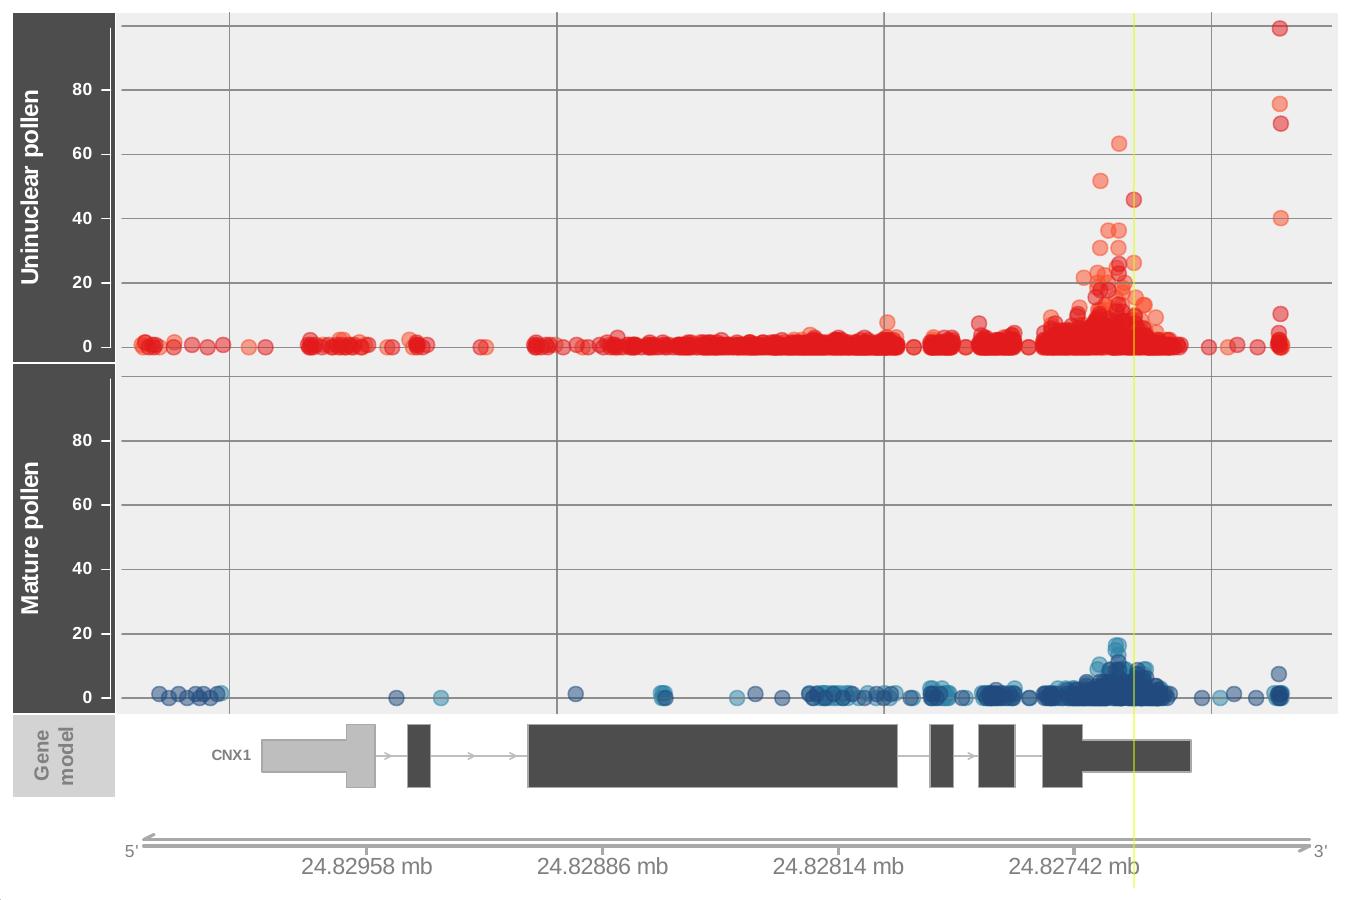 Uninuclear pollen
80
60
40
20
0
Mature pollen
80
60
40
20
0
Gene
model
CNX1
5'
3'
24.82958 mb
24.82886 mb
24.82814 mb
24.82742 mb